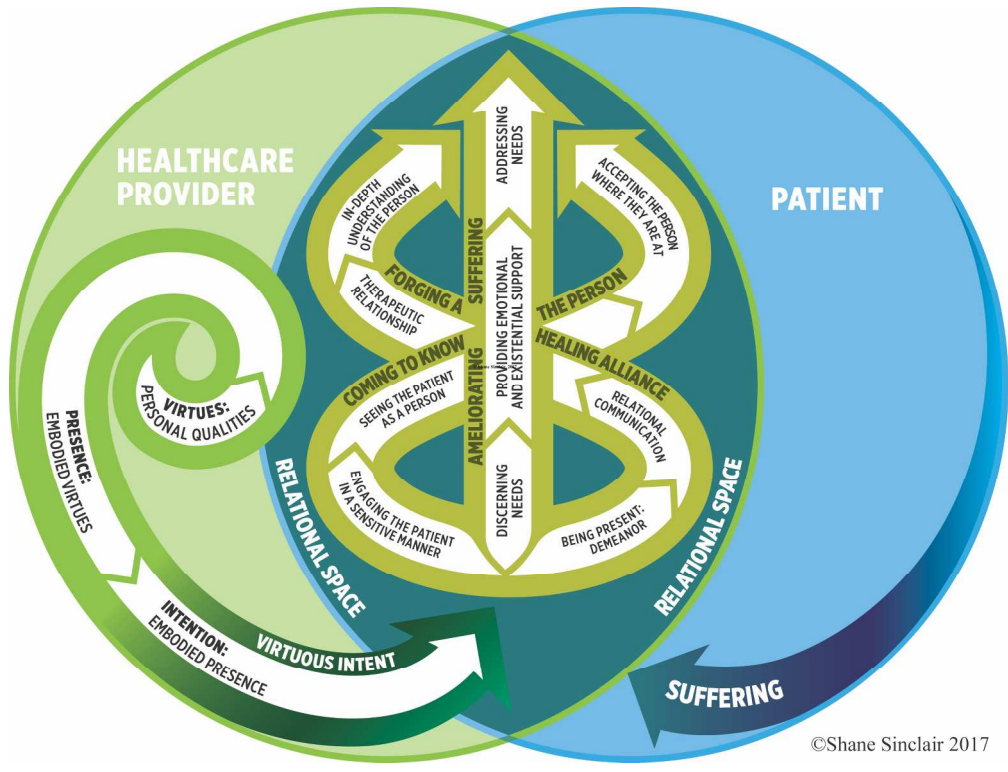 HEALTHCARE
PROVIDER
PATIENT
VIRTUES:
PERSONAL QUALITIES
PRESENCE:
EMBODIED VIRTUES
INTENTION:
EMBODIED PRESENCE
VIRTUOUS INTENT
RELATIONAL SPACE
RELATIONAL SPACE
SUFFERING
ADDRESSING
NEEDS
PROVIDING EMOTIONAL
AND EXISTENTIAL SUPPORT
DISCERNING
NEEDS
AMELIORATING SUFFERING
IN-DEPTH
UNDERSTANDING
OF THE PERSON
THERAPEUTIC
RELATIONSHIP
FORGING A
HEALING ALLIANCE
ACCEPTING THE PERSON
WHERE THEY ARE AT
COMING TO KNOW
THE PERSON
SEEING THE PATIENT
AS A PERSON
ENGAGING THE PATIENT
IN A SENSITIVE MANNER
RELATIONAL
COMMUNICATION
BEING PRESENT:
DEMEANOR
©Shane Sinclair 2017